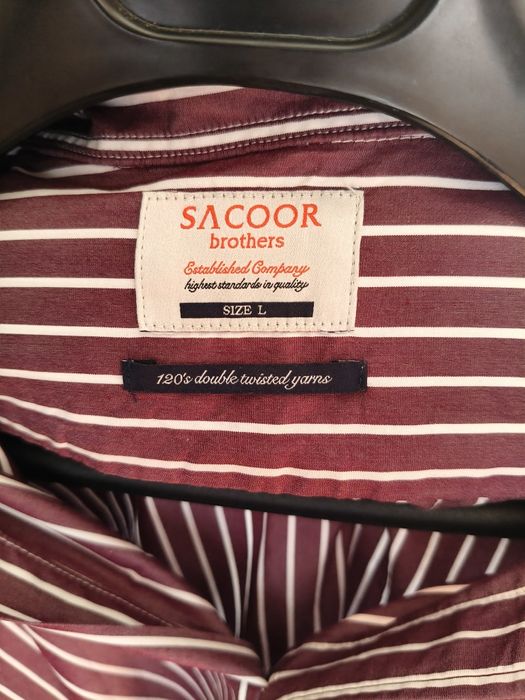 SACOOR
brothers
Established Company
highest standards in quality
SIZE L
120's double twisted yarns